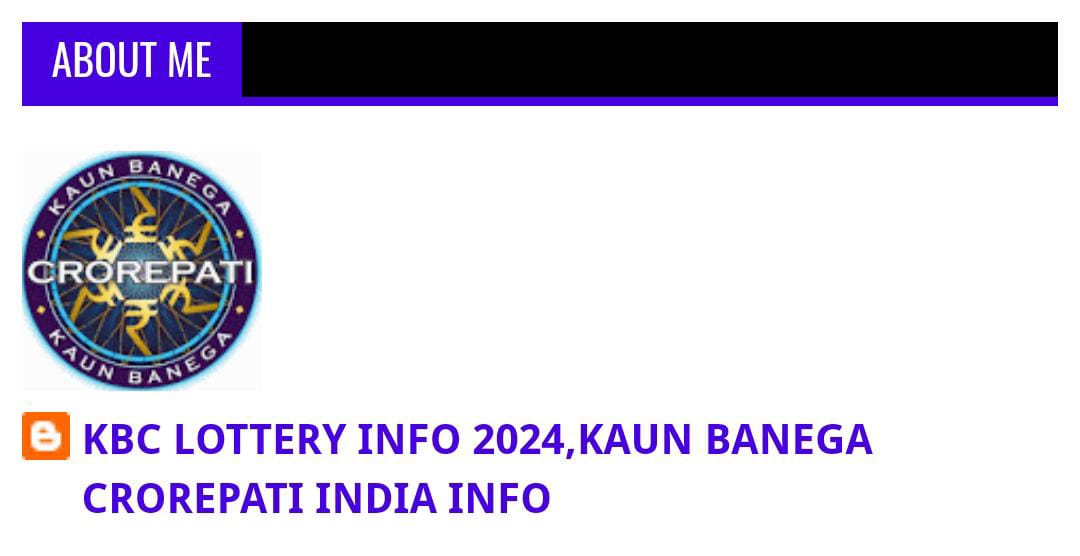 ABOUT ME
KAUN BANEGA
CROREPATI
KAUN BANEGA
KBC LOTTERY INFO 2024,KAUN BANEGA
CROREPATI INDIA INFO